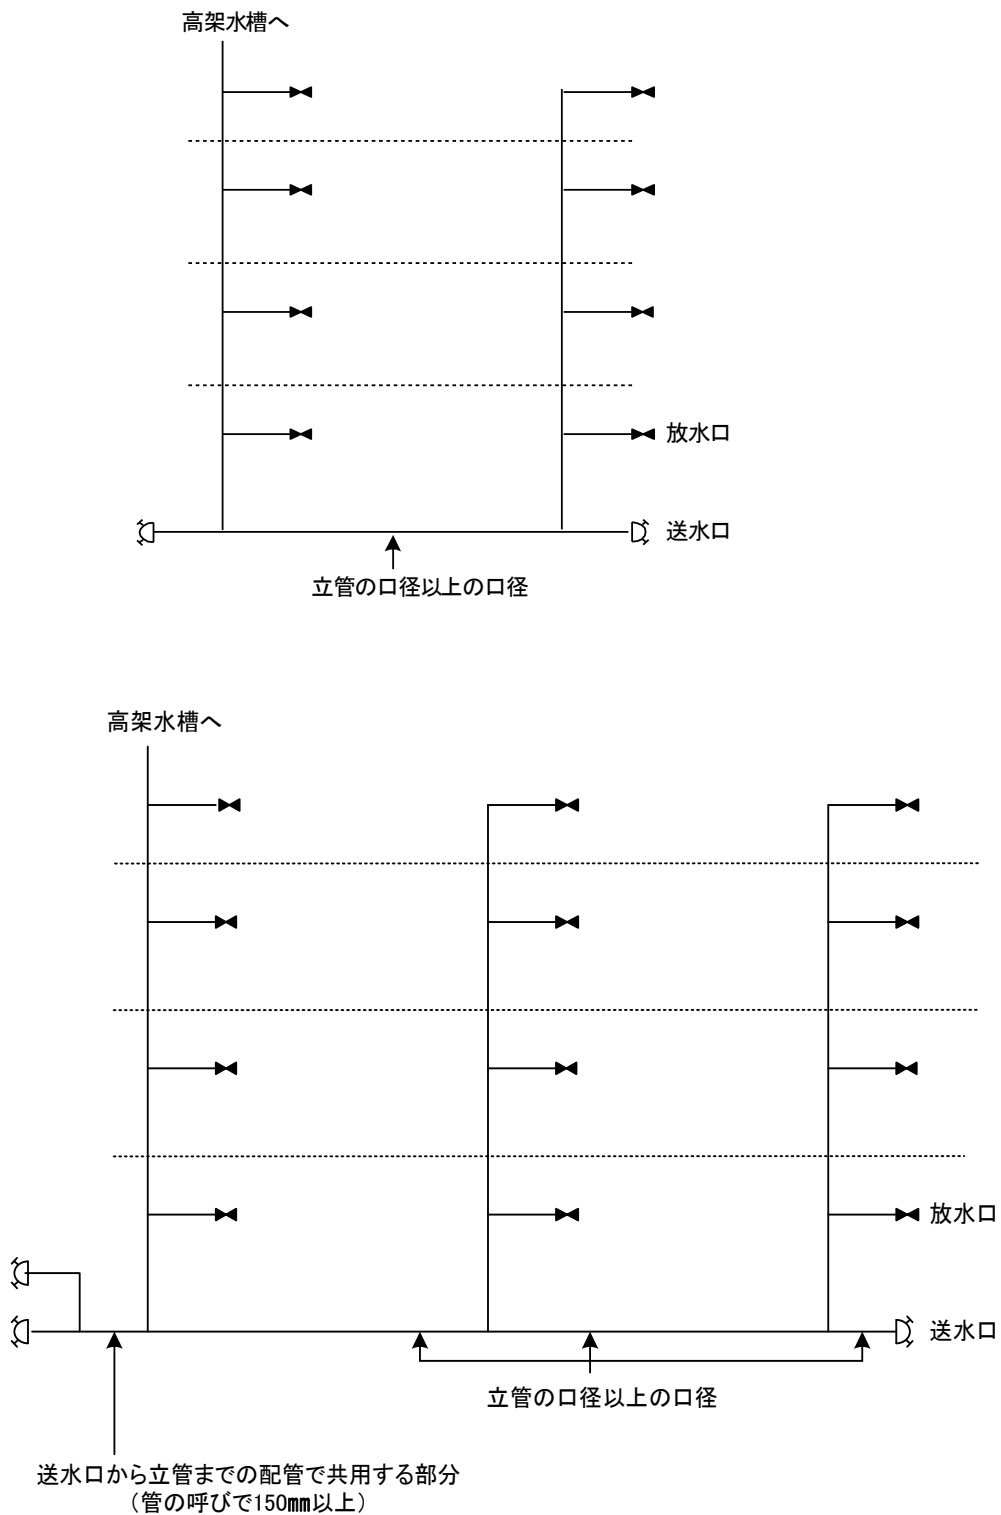 高架水槽へ
放水口
送水口
立管の口径以上の口径
高架水槽へ
放水口
送水口
立管の口径以上の口径
送水口から立管までの配管で共用する部分
（管の呼びで150mm以上）